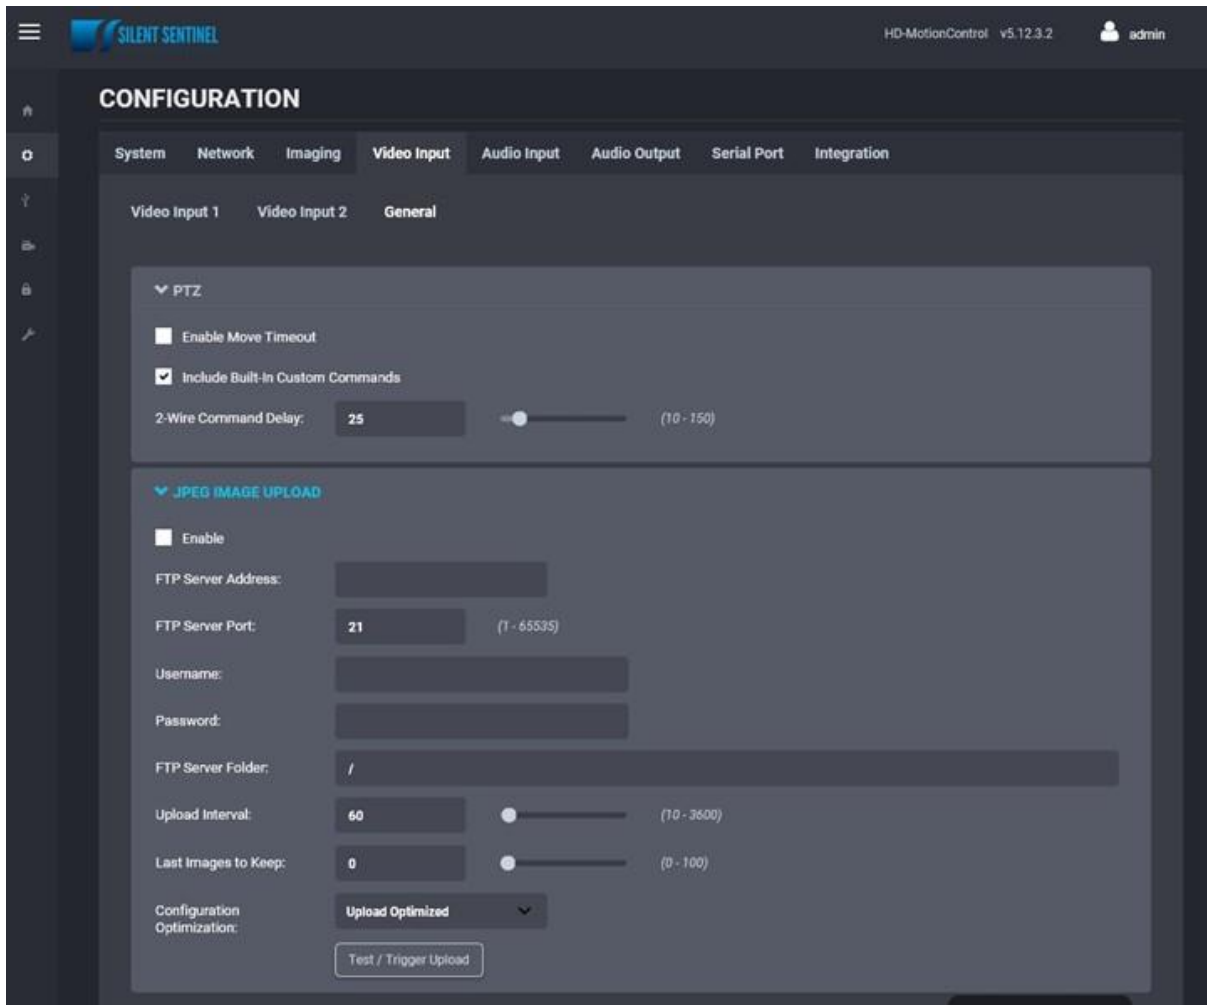 SILENT SENTINEL HD-MotionControl v5.12.3.2 admin
CONFIGURATION
System Network Imaging Video Input Audio Input Audio Output Serial Port Integration
Video Input 1 Video Input 2 General
PTZ
Enable Move Timeout
Include Built-In Custom Commands
2-Wire Command Delay: 25 (10 - 150)
JPEG IMAGE UPLOAD
Enable
FTP Server Address:
FTP Server Port: 21 (1 - 65535)
Username:
Password:
FTP Server Folder: /
Upload Interval: 60 (10 - 3600)
Last Images to Keep: 0 (0 - 100)
Configuration
Optimization: Upload Optimized
Test / Trigger Upload